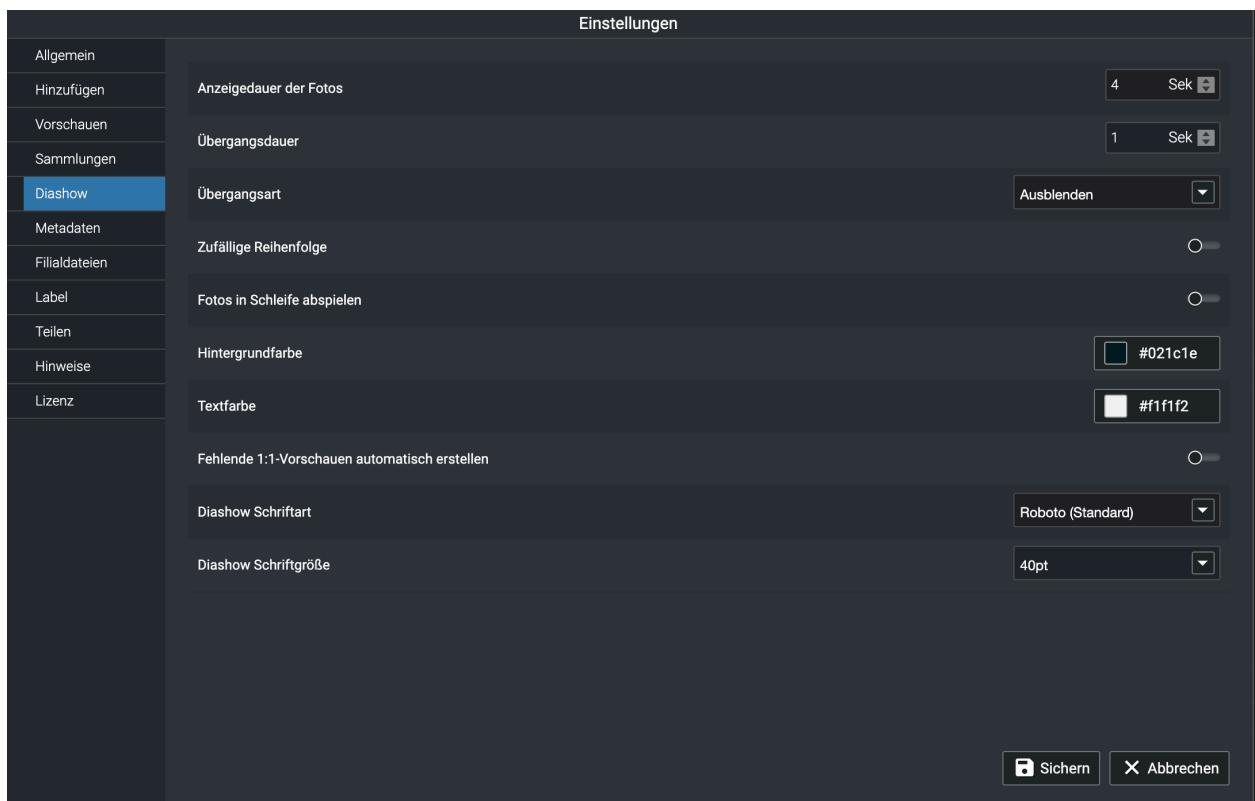 Einstellungen
Allgemein
Hinzufügen
Vorschauen
Sammlungen
Diashow
Metadaten
Filialdateien
Label
Teilen
Hinweise
Lizenz
Anzeigedauer der Fotos 4 Sek
Übergangsdauer 1 Sek
Übergangsart Ausblenden
Zufällige Reihenfolge
Fotos in Schleife abspielen
Hintergrundfarbe #021c1e
Textfarbe #f1f1f2
Fehlende 1:1-Vorschauen automatisch erstellen
Diashow Schriftart Roboto (Standard)
Diashow Schriftgröße 40pt
Sichern Abbrechen